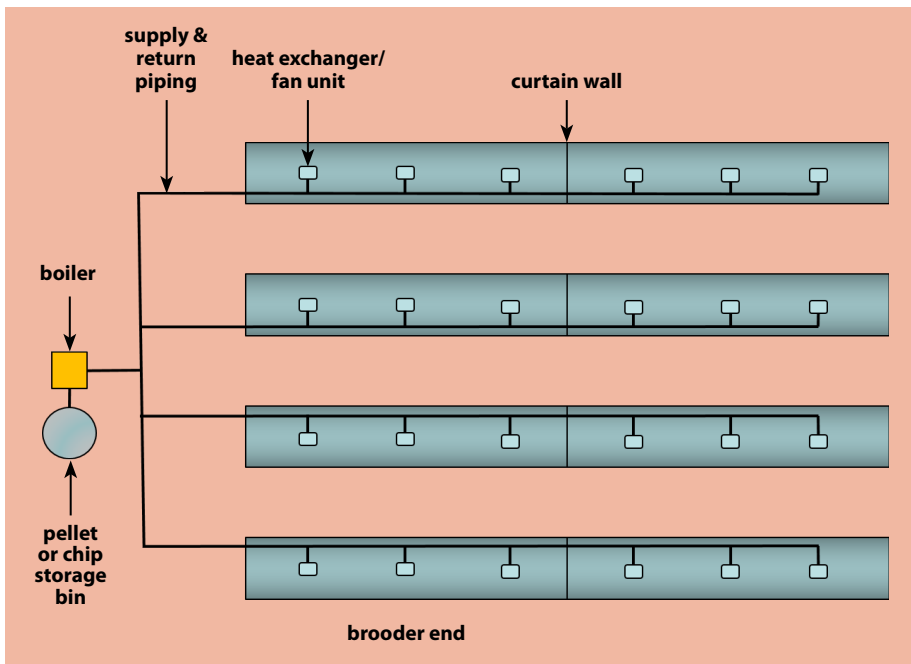 supply &
return
piping
heat exchanger/
fan unit
curtain wall
boiler
pellet
or chip
storage
bin
brooder end